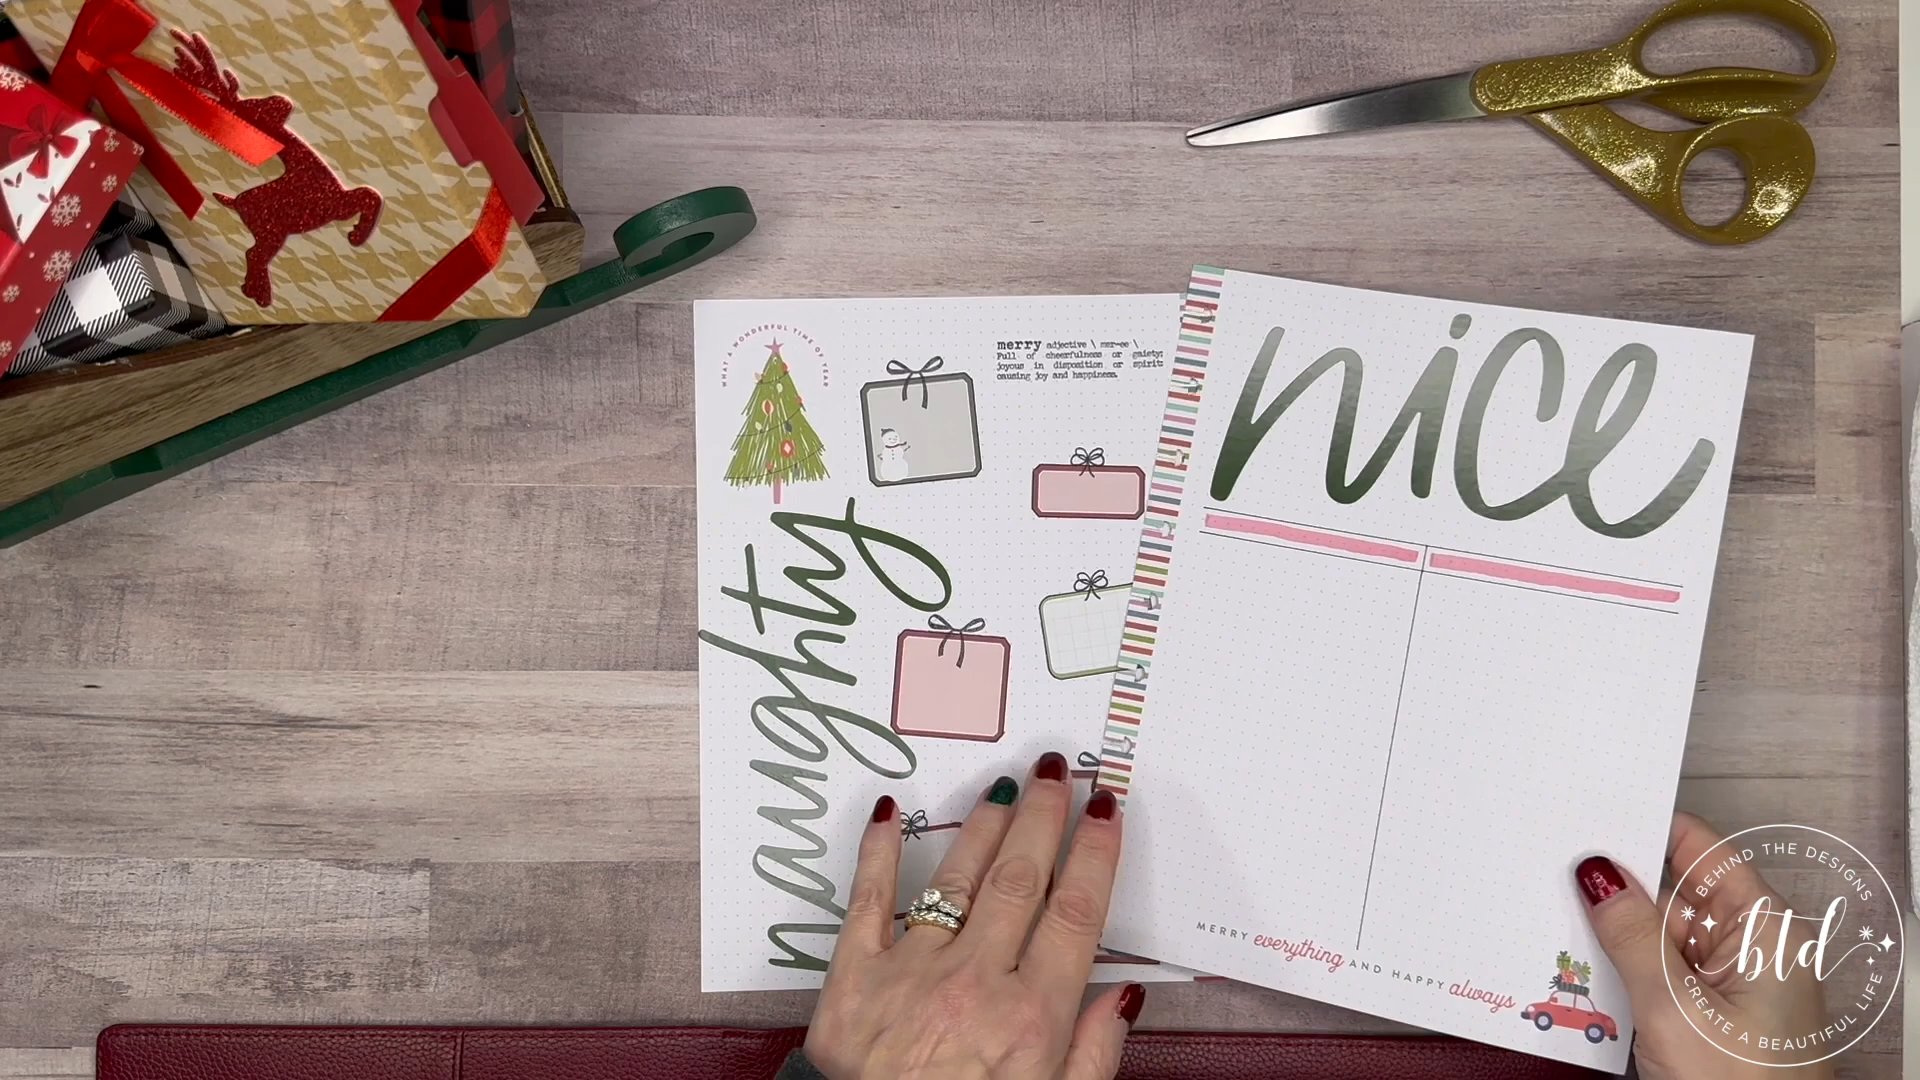 WHAT A WONDERFUL TIME OF YEAR
merry adjective \ mer-ee \
Full of cheerfulness or gaiety;
joyous in disposition or spirit;
causing joy and happiness.
naughty
nice
MERRY everything AND HAPPY always
BEHIND THE DESIGNS
btd
CREATE A BEAUTIFUL LIFE